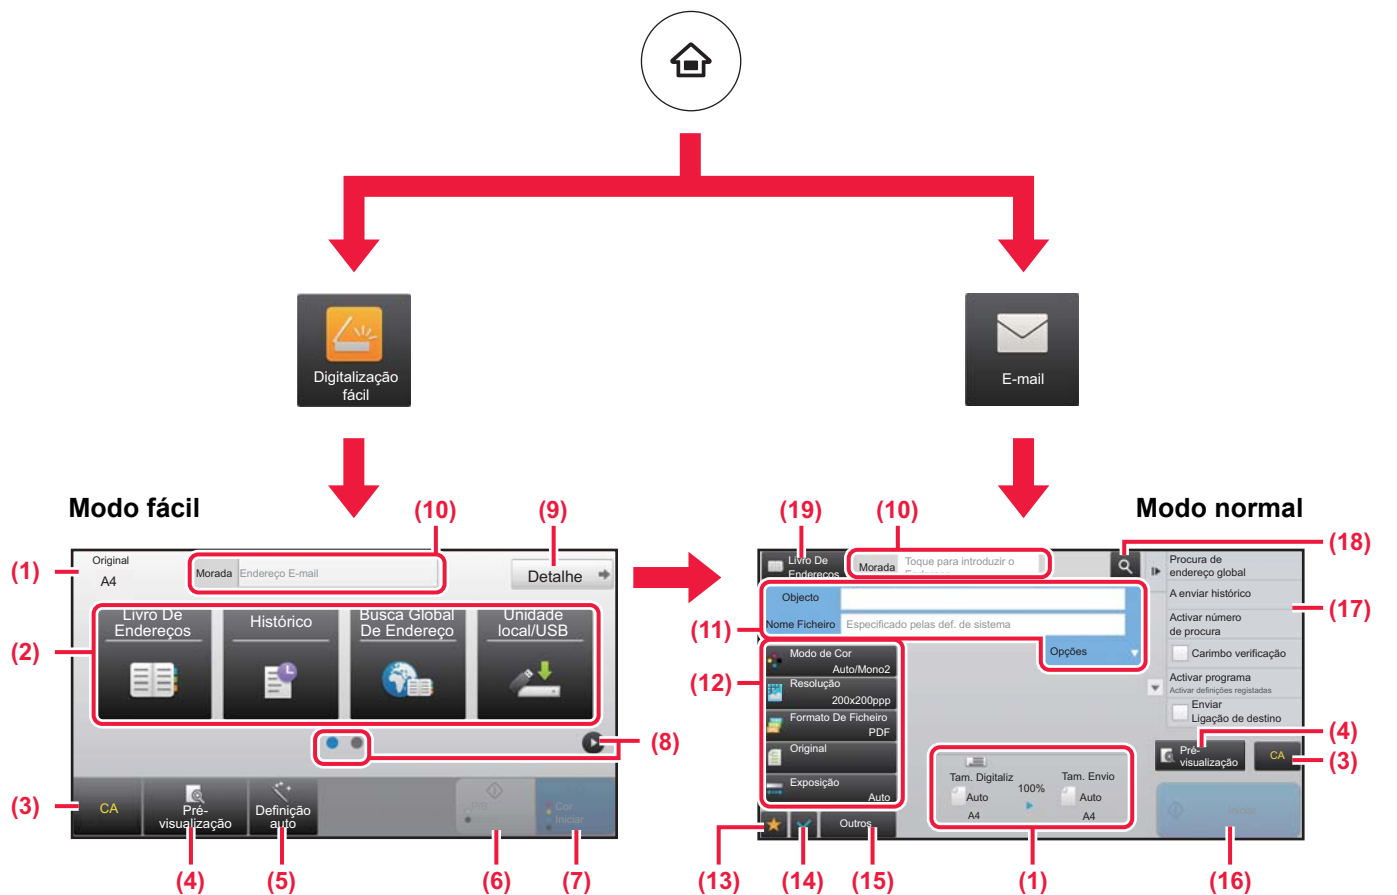 Digitalização
fácil
E-mail
Modo fácil
(10)
(9)
(19)
(10)
Modo normal
(18)
(1)
Original
A4
Morada
Endereço E-mail
Detalhe
(2)
Livro De
Endereços
Histórico
Busca Global
De Endereço
Unidade
local/USB
(8)
(3)
CA
Pré-
visualização
Definição
auto
Cor
Iniciar
(4)
(5)
(6)
(7)
Livro De
Endereços
Morada
Toque para introduzir o
Procura de
endereço global
A enviar histórico
(17)
Activar número
de procura
Carimbo verificação
Activar programa
Activar definições registadas
Enviar
Ligação de destino
(11)
Objecto
Nome Ficheiro
Especificado pelas def. de sistema
Opções
(12)
Modo de Cor
Auto/Mono2
Resolução
200x200ppp
Formato De Ficheiro
PDF
Original
Exposição
Auto
(4)
Pré-
visualização
CA
(3)
Tam. Digitaliz
Auto
A4
100%
Tam. Envio
Auto
A4
Outros
(13)
(14)
(15)
(1)
(16)